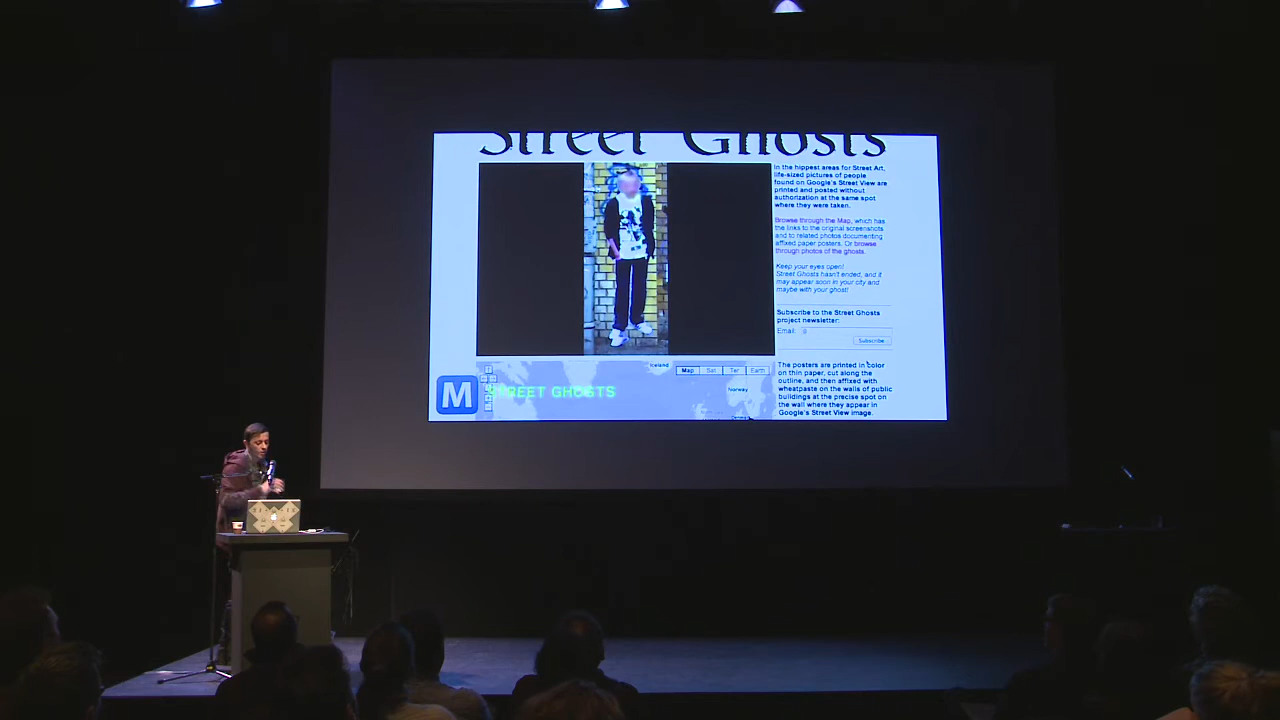 Street Ghosts
In the hippest areas for Street Art,
life-sized pictures of people
found on Google's Street View are
printed and posted without
authorization at the same spot
where they were taken.
Browse through the Map, which has
the links to the original screenshots
and to related photos documenting
affixed paper posters. Or browse
through photos of the ghosts.
Keep your eyes open!
Street Ghosts hasn't ended, and it
may appear soon in your city and
maybe with your ghost!
Subscribe to the Street Ghosts
project newsletter:
Email: @
Subscribe
The posters are printed in color
on thin paper, cut along the
outline, and then affixed with
wheatpaste on the walls of public
buildings at the precise spot on
the wall where they appear in
Google's Street View image.
Iceland
Map Sat Ter Earth
Norway
M STREET GHOSTS
Denmark